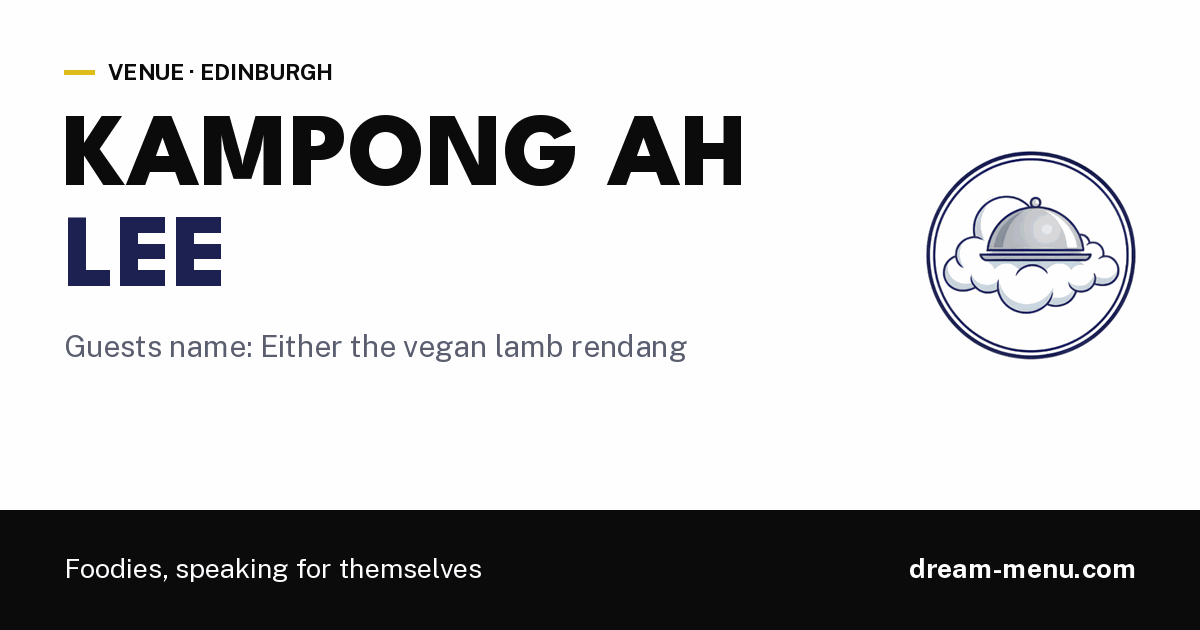 VENUE · EDINBURGH
KAMPONG AH
LEE
Guests name: Either the vegan lamb rendang
Foodies, speaking for themselves
dream-menu.com